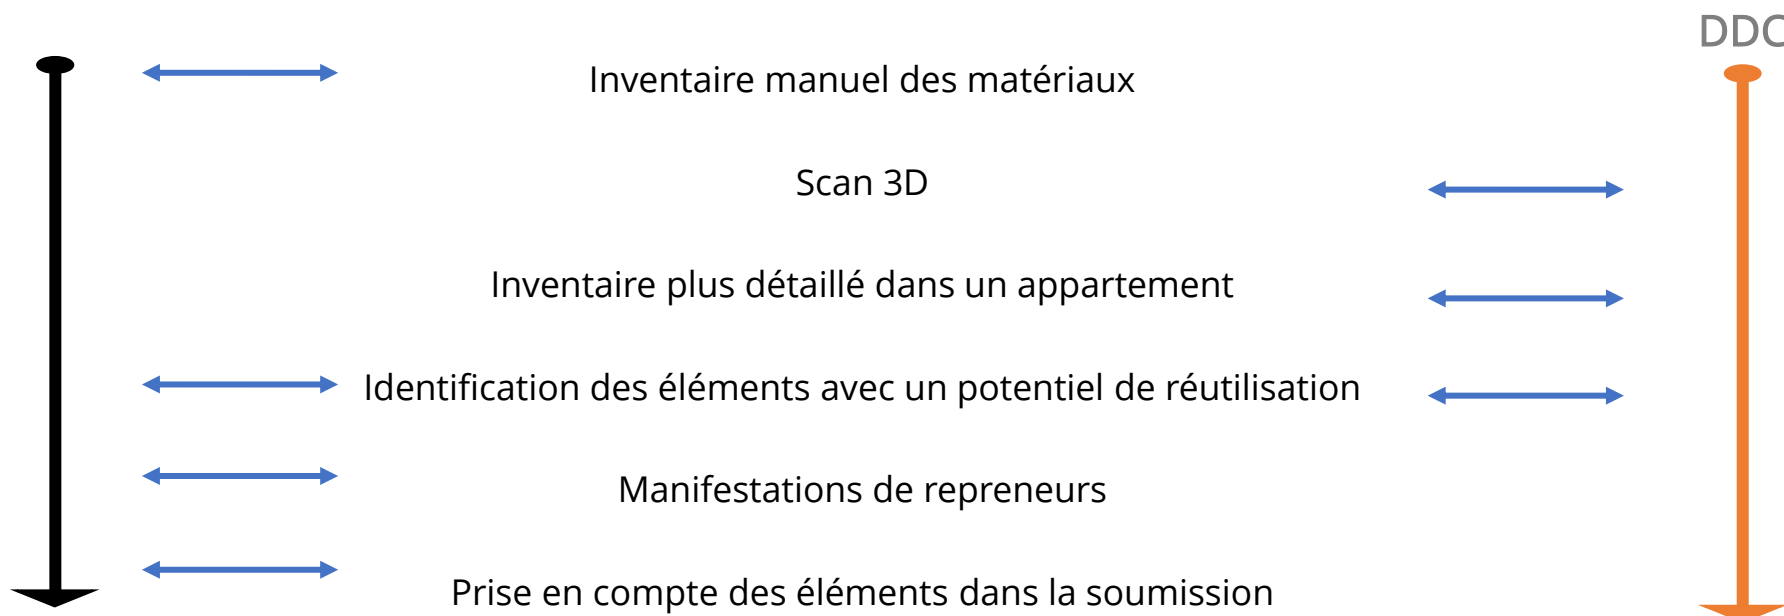 DDC
Inventaire manuel des matériaux
Scan 3D
Inventaire plus détaillé dans un appartement
Identification des éléments avec un potentiel de réutilisation
Manifestations de repreneurs
Prise en compte des éléments dans la soumission